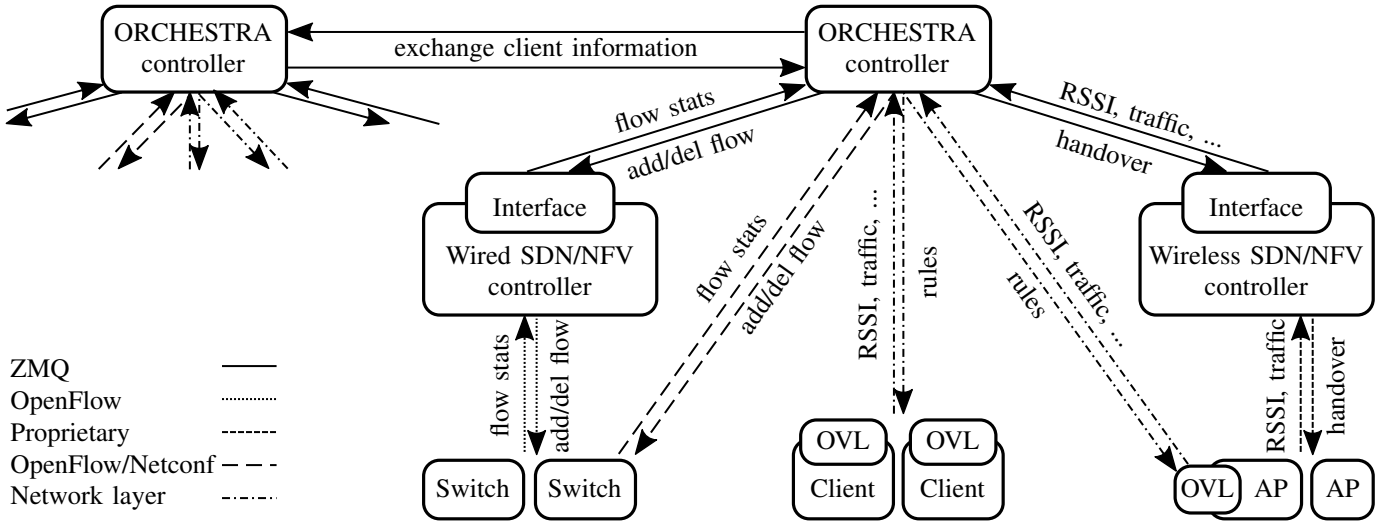 ORCHESTRA
controller
exchange client information
ORCHESTRA
controller
flow stats
add/del flow
RSSI, traffic, ...
handover
Interface
Wired SDN/NFV
controller
flow stats
add/del flow
RSSI, traffic, ...
rules
RSSI, traffic, ...
rules
Interface
Wireless SDN/NFV
controller
flow stats
add/del flow
RSSI, traffic
handover
ZMQ
OpenFlow
Proprietary
OpenFlow/Netconf
Network layer
Switch
Switch
OVL
Client
OVL
Client
OVL
AP
AP